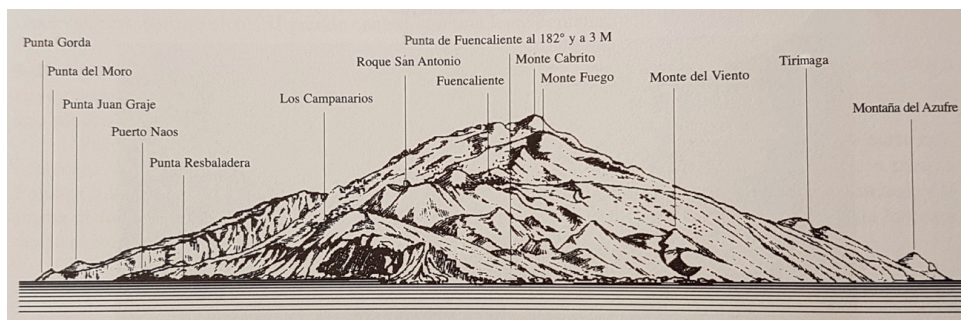 Punta Gorda
Punta del Moro
Punta Juan Graje
Puerto Naos
Punta Resbaladera
Los Campanarios
Roque San Antonio
Punta de Fuencaliente al 182° y a 3 M
Fuencaliente
Monte Cabrito
Monte Fuego
Monte del Viento
Tirimaga
Montaña del Azufre